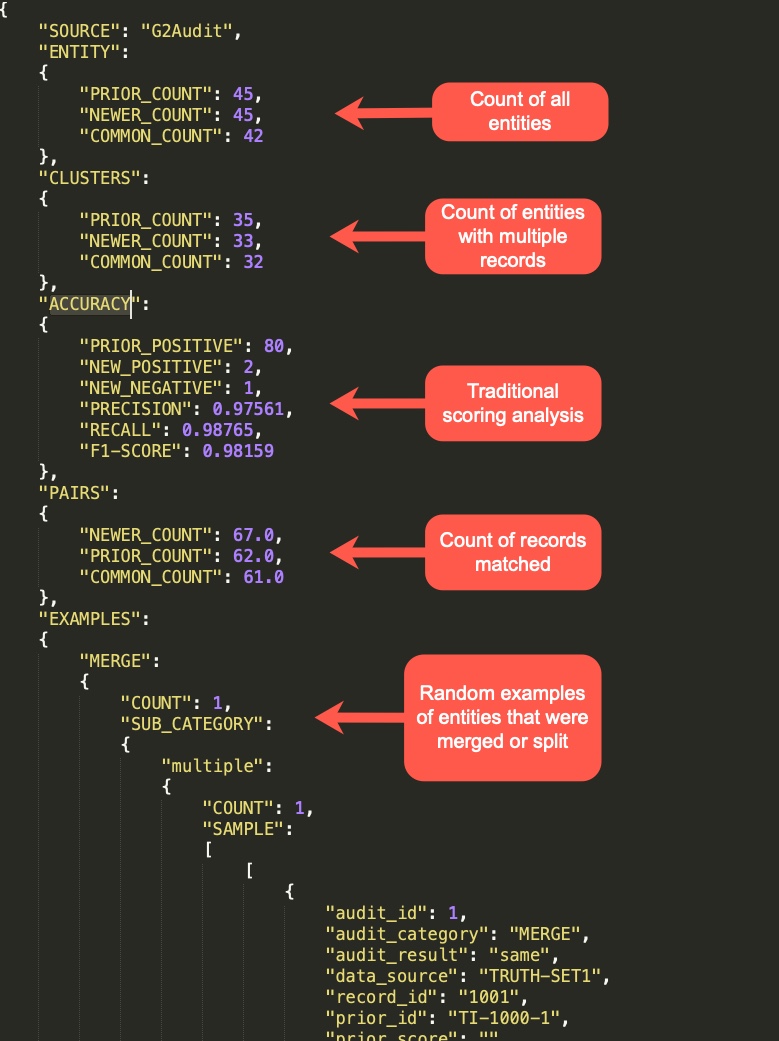 {
"SOURCE": "G2Audit",
"ENTITY":
{
"PRIOR_COUNT": 45,
"NEWER_COUNT": 45,
"COMMON_COUNT": 42
},
Count of all
entities
"CLUSTERS":
{
"PRIOR_COUNT": 35,
"NEWER_COUNT": 33,
"COMMON_COUNT": 32
},
Count of entities
with multiple
records
"ACCURACY":
{
"PRIOR_POSITIVE": 80,
"NEW_POSITIVE": 2,
"NEW_NEGATIVE": 1,
"PRECISION": 0.97561,
"RECALL": 0.98765,
"F1-SCORE": 0.98159
},
Traditional
scoring analysis
"PAIRS":
{
"NEWER_COUNT": 67.0,
"PRIOR_COUNT": 62.0,
"COMMON_COUNT": 61.0
},
Count of records
matched
"EXAMPLES":
{
"MERGE":
{
"COUNT": 1,
"SUB_CATEGORY":
{
Random examples
of entities that were
merged or split
"multiple":
{
"COUNT": 1,
"SAMPLE":
[
[
{
"audit_id": 1,
"audit_category": "MERGE",
"audit_result": "same",
"data_source": "TRUTH-SET1",
"record_id": "1001",
"prior_id": "TI-1000-1",
"prior_score": ""